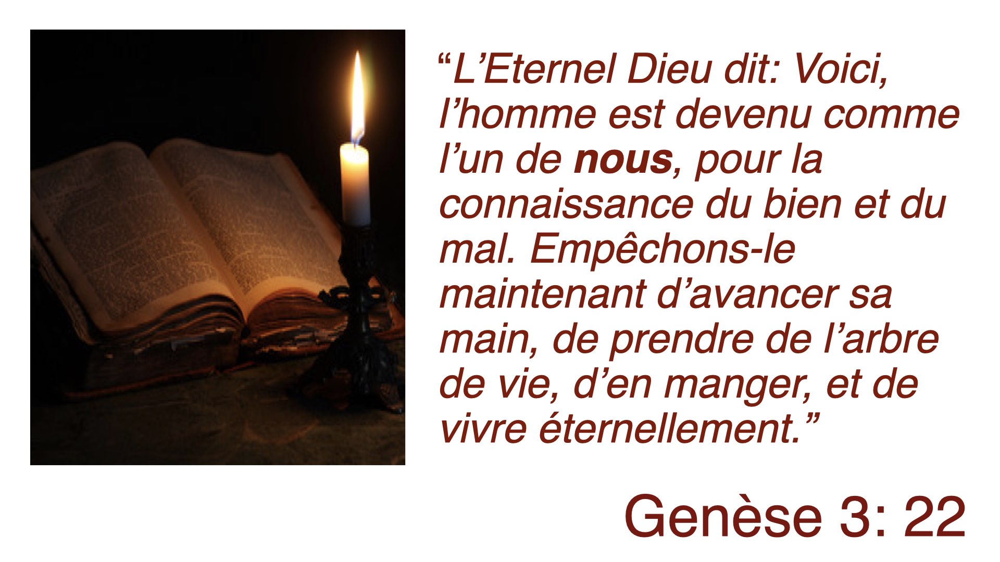 “L’Eternel Dieu dit: Voici,
l’homme est devenu comme
l’un de nous, pour la
connaissance du bien et du
mal. Empêchons-le
maintenant d’avancer sa
main, de prendre de l’arbre
de vie, d’en manger, et de
vivre éternellement.”
Genèse 3: 22